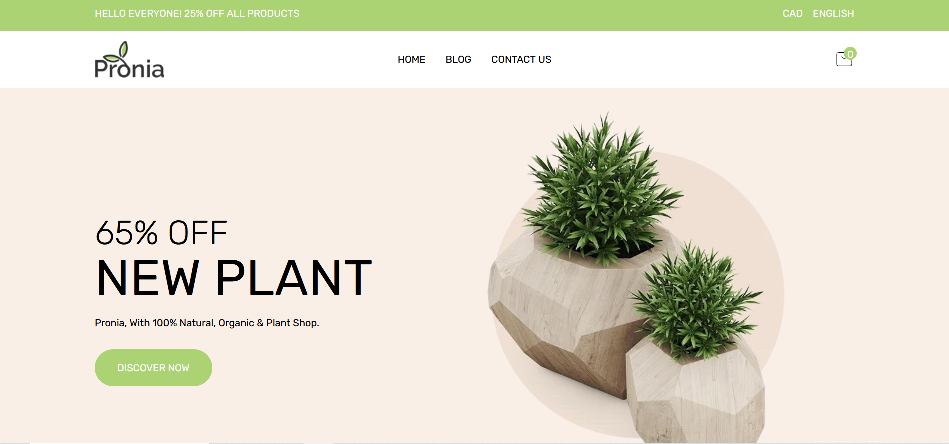 HELLO EVERYONE! 25% OFF ALL PRODUCTS
CAD ENGLISH
Pronia
HOME BLOG CONTACT US
0
65% OFF
NEW PLANT
Pronia, With 100% Natural, Organic & Plant Shop.
DISCOVER NOW